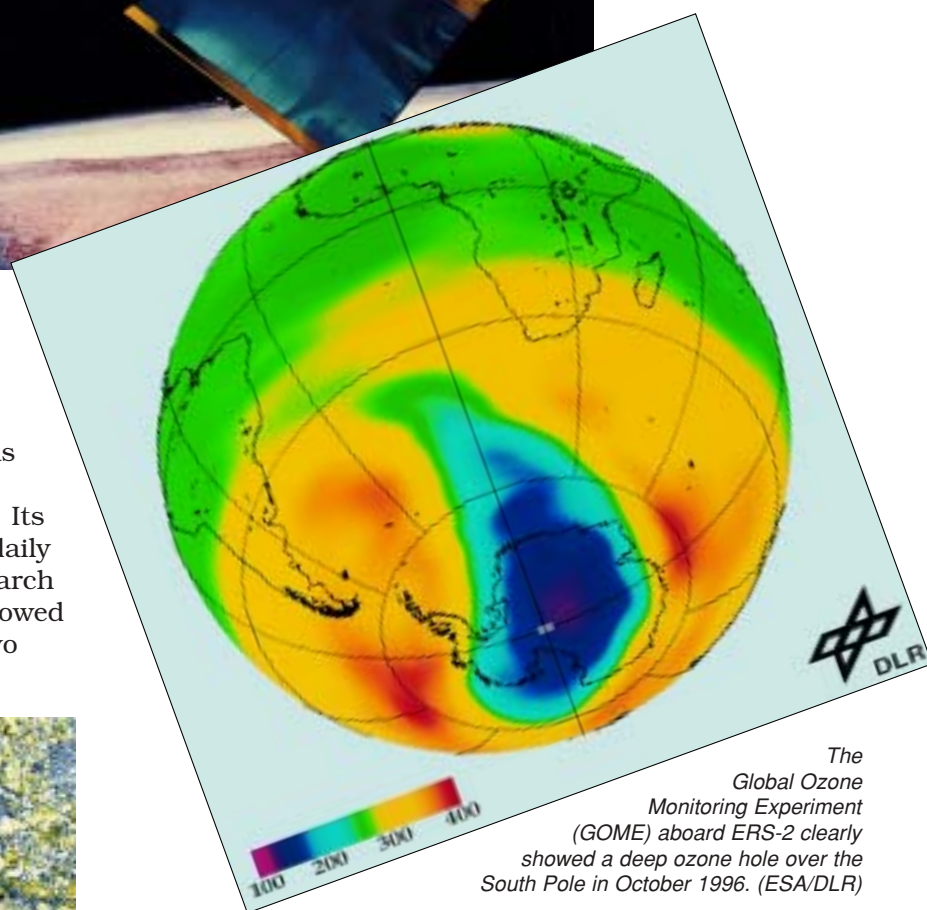 s
Its
daily
arch
owed
vo
DLR
100 200 300 400
The
Global Ozone
Monitoring Experiment
(GOME) aboard ERS-2 clearly
showed a deep ozone hole over the
South Pole in October 1996. (ESA/DLR)